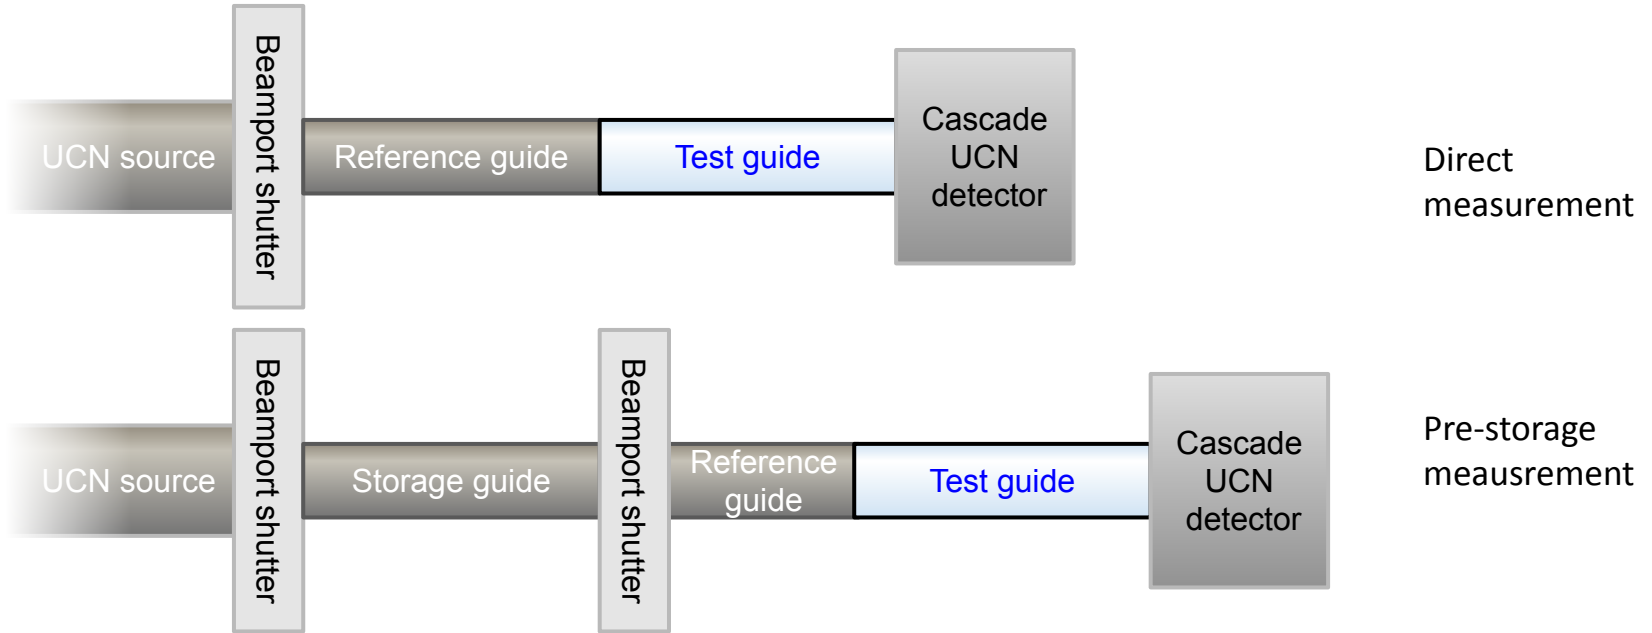 UCN source
Beamport shutter
Reference guide
Test guide
Cascade
UCN
detector
Direct
measurement
UCN source
Beamport shutter
Storage guide
Beamport shutter
Reference
guide
Test guide
Cascade
UCN
detector
Pre-storage
meausrement